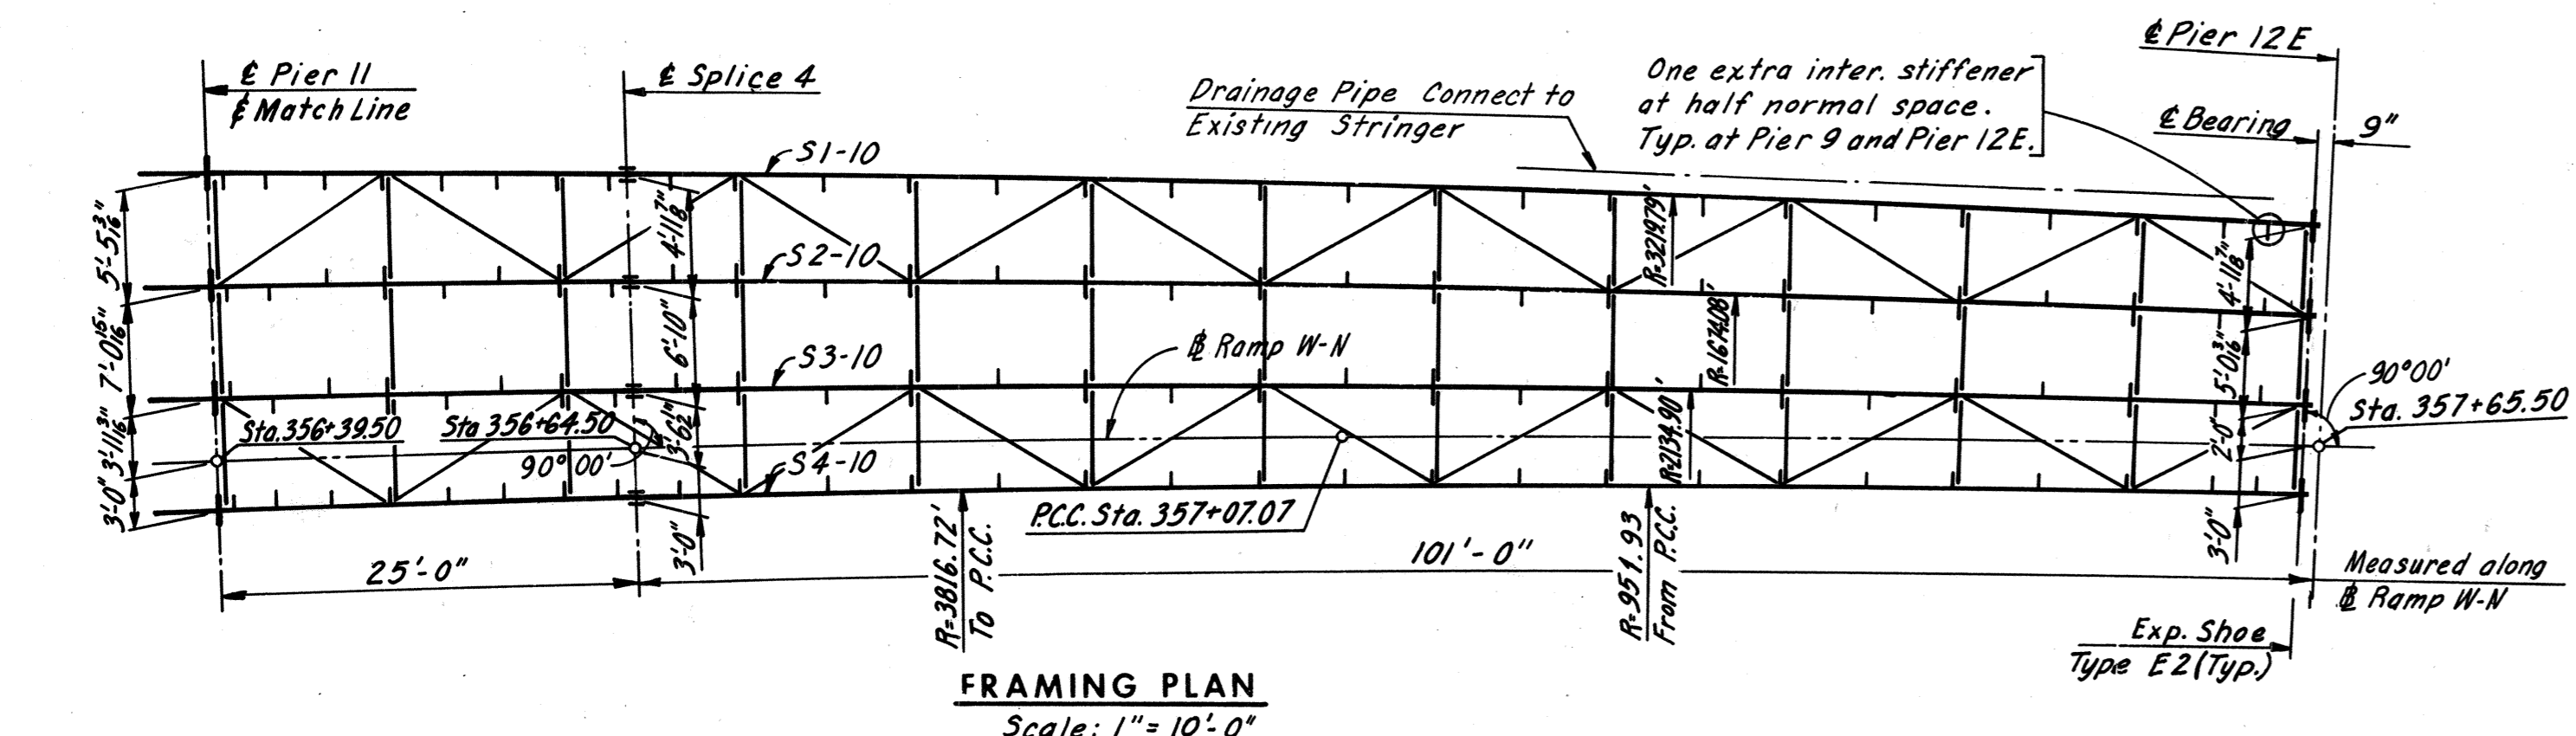 ℄ Pier 11
℄ Match Line
℄ Splice 4
Drainage Pipe Connect to
Existing Stringer
One extra inter. stiffener
at half normal space.
Typ. at Pier 9 and Pier 12E.
℄ Pier 12E
℄ Bearing
9"
S1-10
S2-10
S3-10
S4-10
5'-5 3/16"
7'-0 15/16"
3'-11 3/16"
3'-0"
4'-11 7/8"
6'-10"
3'-6 1/2"
3'-0"
Sta. 356+39.50
Sta 356+64.50
90°00'
℄ Ramp W-N
R=3219.79'
R=1674.08'
R=2134.90'
4'-11 7/8"
5'-0 3/16"
2'-0"
3'-0"
90°00'
Sta. 357+65.50
P.C.C. Sta. 357+07.07
R=3816.72'
To P.C.C.
R=951.93
From P.C.C.
25'-0"
101'-0"
Measured along
℄ Ramp W-N
Exp. Shoe
Type E2 (Typ.)
FRAMING PLAN
Scale: 1"=10'-0"